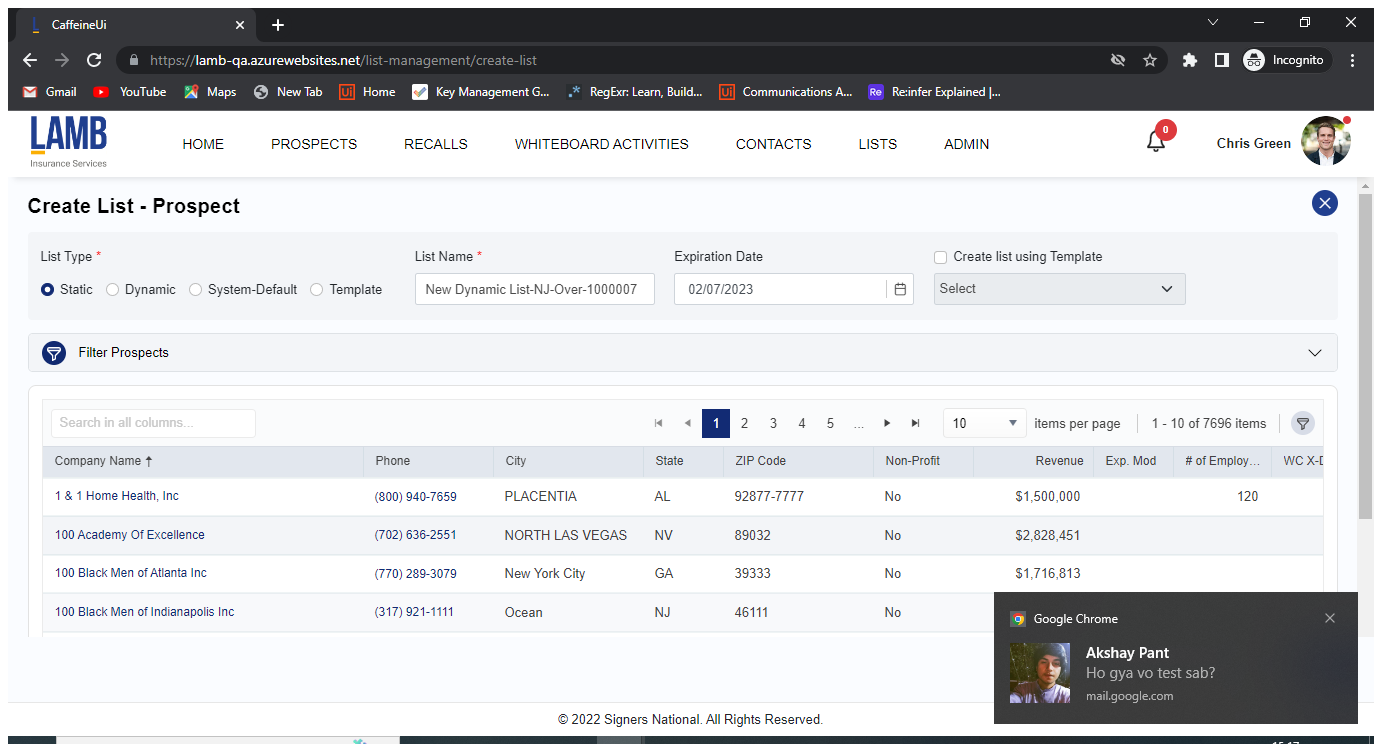 CaffeineUi
https://lamb-qa.azurewebsites.net/list-management/create-list
Incognito
Gmail YouTube Maps New Tab Home Key Management G... RegExr: Learn, Build... Communications A... Re:infer Explained |...
LAMB
Insurance Services
HOME PROSPECTS RECALLS WHITEBOARD ACTIVITIES CONTACTS LISTS ADMIN 0 Chris Green
Create List - Prospect
List Type * List Name * Expiration Date Create list using Template
Static Dynamic System-Default Template New Dynamic List-NJ-Over-1000007 02/07/2023 Select
Filter Prospects
Search in all columns... 1 2 3 4 5 ... 10 items per page 1 - 10 of 7696 items
Company Name Phone City State ZIP Code Non-Profit Revenue Exp. Mod # of Employ... WC X-D
1 & 1 Home Health, Inc (800) 940-7659 PLACENTIA AL 92877-7777 No $1,500,000 120
100 Academy Of Excellence (702) 636-2551 NORTH LAS VEGAS NV 89032 No $2,828,451
100 Black Men of Atlanta Inc (770) 289-3079 New York City GA 39333 No $1,716,813
100 Black Men of Indianapolis Inc (317) 921-1111 Ocean NJ 46111 No
Google Chrome
Akshay Pant
Ho gya vo test sab?
mail.google.com
© 2022 Signers National. All Rights Reserved.